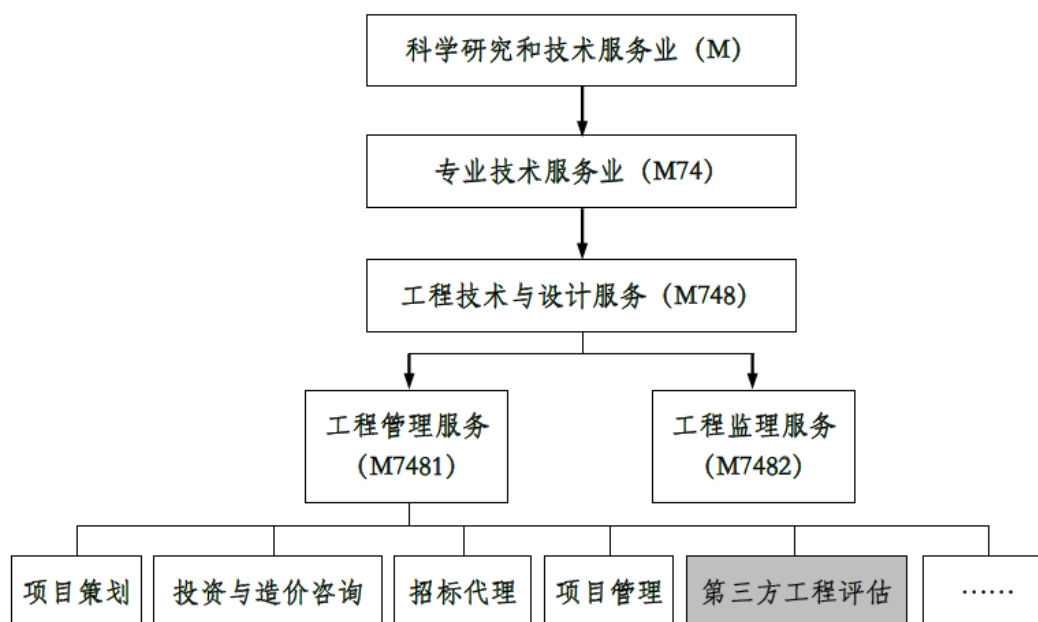 科学研究和技术服务业（M）
专业技术服务业（M74）
工程技术与设计服务（M748）
工程管理服务
（M7481）
工程监理服务
（M7482）
项目策划
投资与造价咨询
招标代理
项目管理
第三方工程评估
……